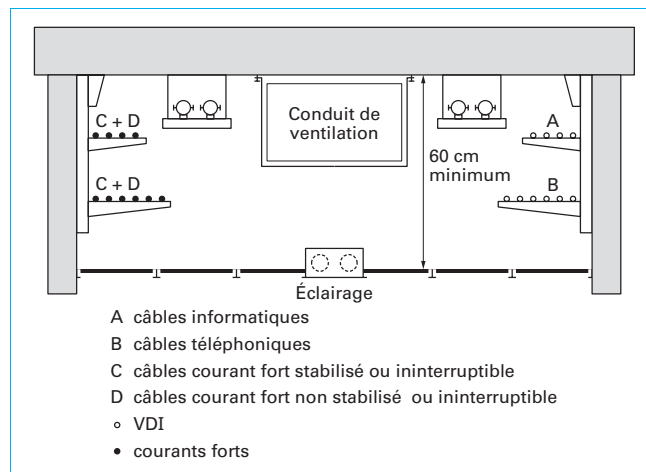 Conduit de
ventilation
C + D
A
60 cm
minimum
C + D
B
Éclairage
A câbles informatiques
B câbles téléphoniques
C câbles courant fort stabilisé ou ininterruptible
D câbles courant fort non stabilisé ou ininterruptible
VDI
courants forts